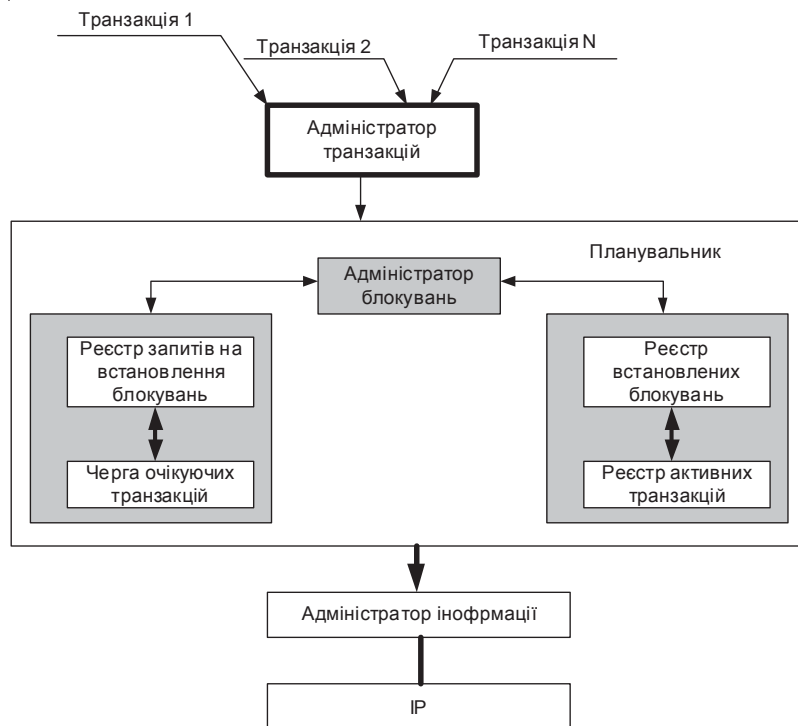 Транзакція 1
Транзакція 2
Транзакція N
Адміністратор
транзакцій
Планувальник
Адміністратор
блокувань
Реєстр запитів на
встановлення
блокувань
Реєстр
встановлених
блокувань
Черга очікуючих
транзакцій
Реєстр активних
транзакцій
Адміністратор інофрмації
ІР